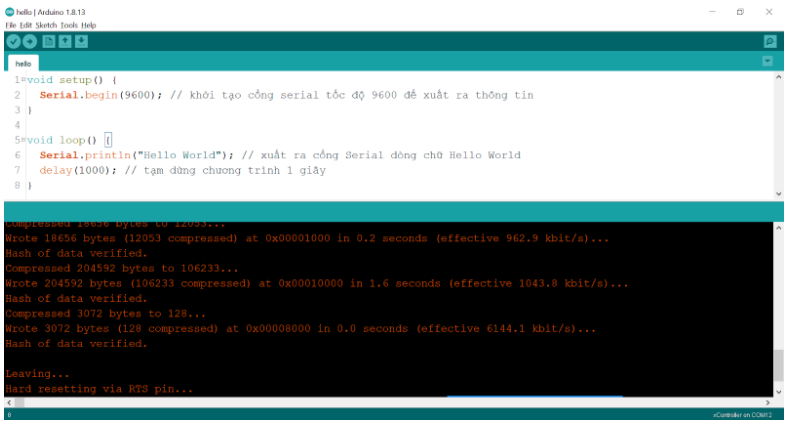 hello | Arduino 1.8.13
File Edit Sketch Tools Help
hello
1 void setup() {
2 Serial.begin(9600); // khởi tạo cổng serial tốc độ 9600 để xuất ra thông tin
3 }
4
5 void loop() {
6 Serial.println("Hello World"); // xuất ra cổng Serial dòng chữ Hello World
7 delay(1000); // tạm dừng chương trình 1 giây
8 }
Compressed 18656 bytes to 12053...
Wrote 18656 bytes (12053 compressed) at 0x00001000 in 0.2 seconds (effective 962.9 kbit/s)...
Hash of data verified.
Compressed 204592 bytes to 106233...
Wrote 204592 bytes (106233 compressed) at 0x00010000 in 1.6 seconds (effective 1043.8 kbit/s)...
Hash of data verified.
Compressed 3072 bytes to 128...
Wrote 3072 bytes (128 compressed) at 0x00008000 in 0.0 seconds (effective 6144.1 kbit/s)...
Hash of data verified.
Leaving...
Hard resetting via RTS pin...
xController on COM12